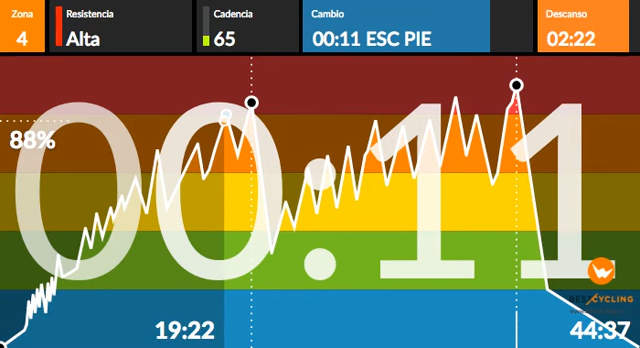 Zona
4
Resistencia
Alta
Cadencia
65
Cambio
00:11 ESC PIE
Descanso
02:22
88%
00:11
19:22
44:37
BESTCYCLING